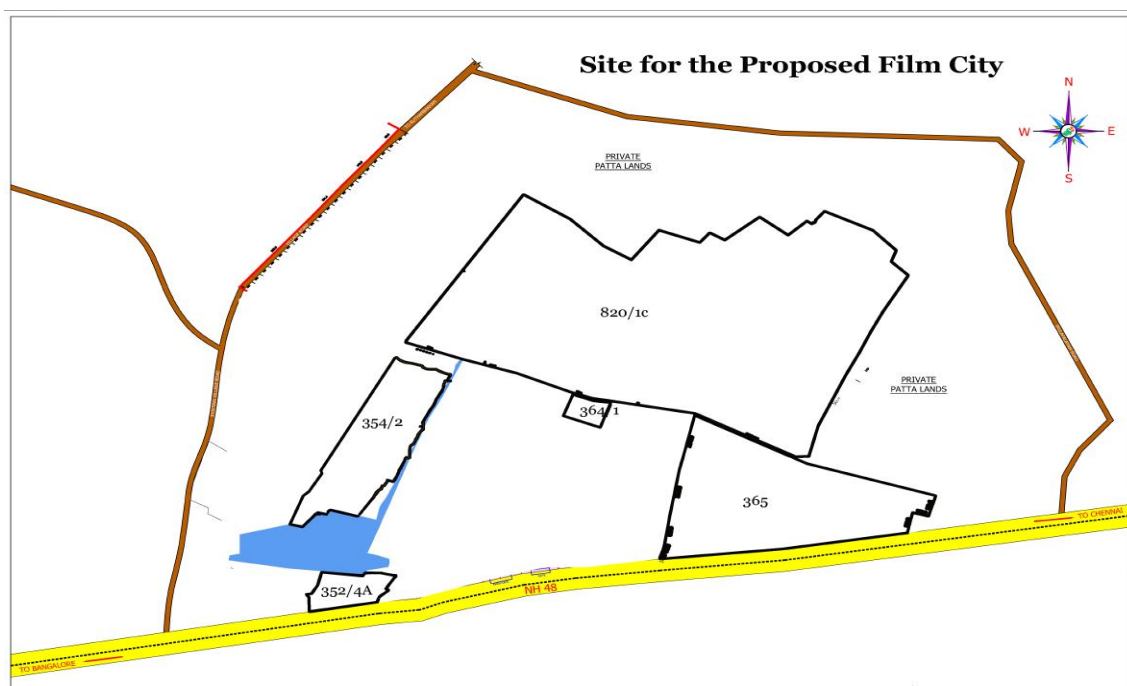 Site for the Proposed Film City
N
W
E
S
PRIVATE
PATTA LANDS
820/1c
PRIVATE
PATTA LANDS
354/2
364/1
365
352/4A
NH 48
TO CHENNAI
TO BANGALORE